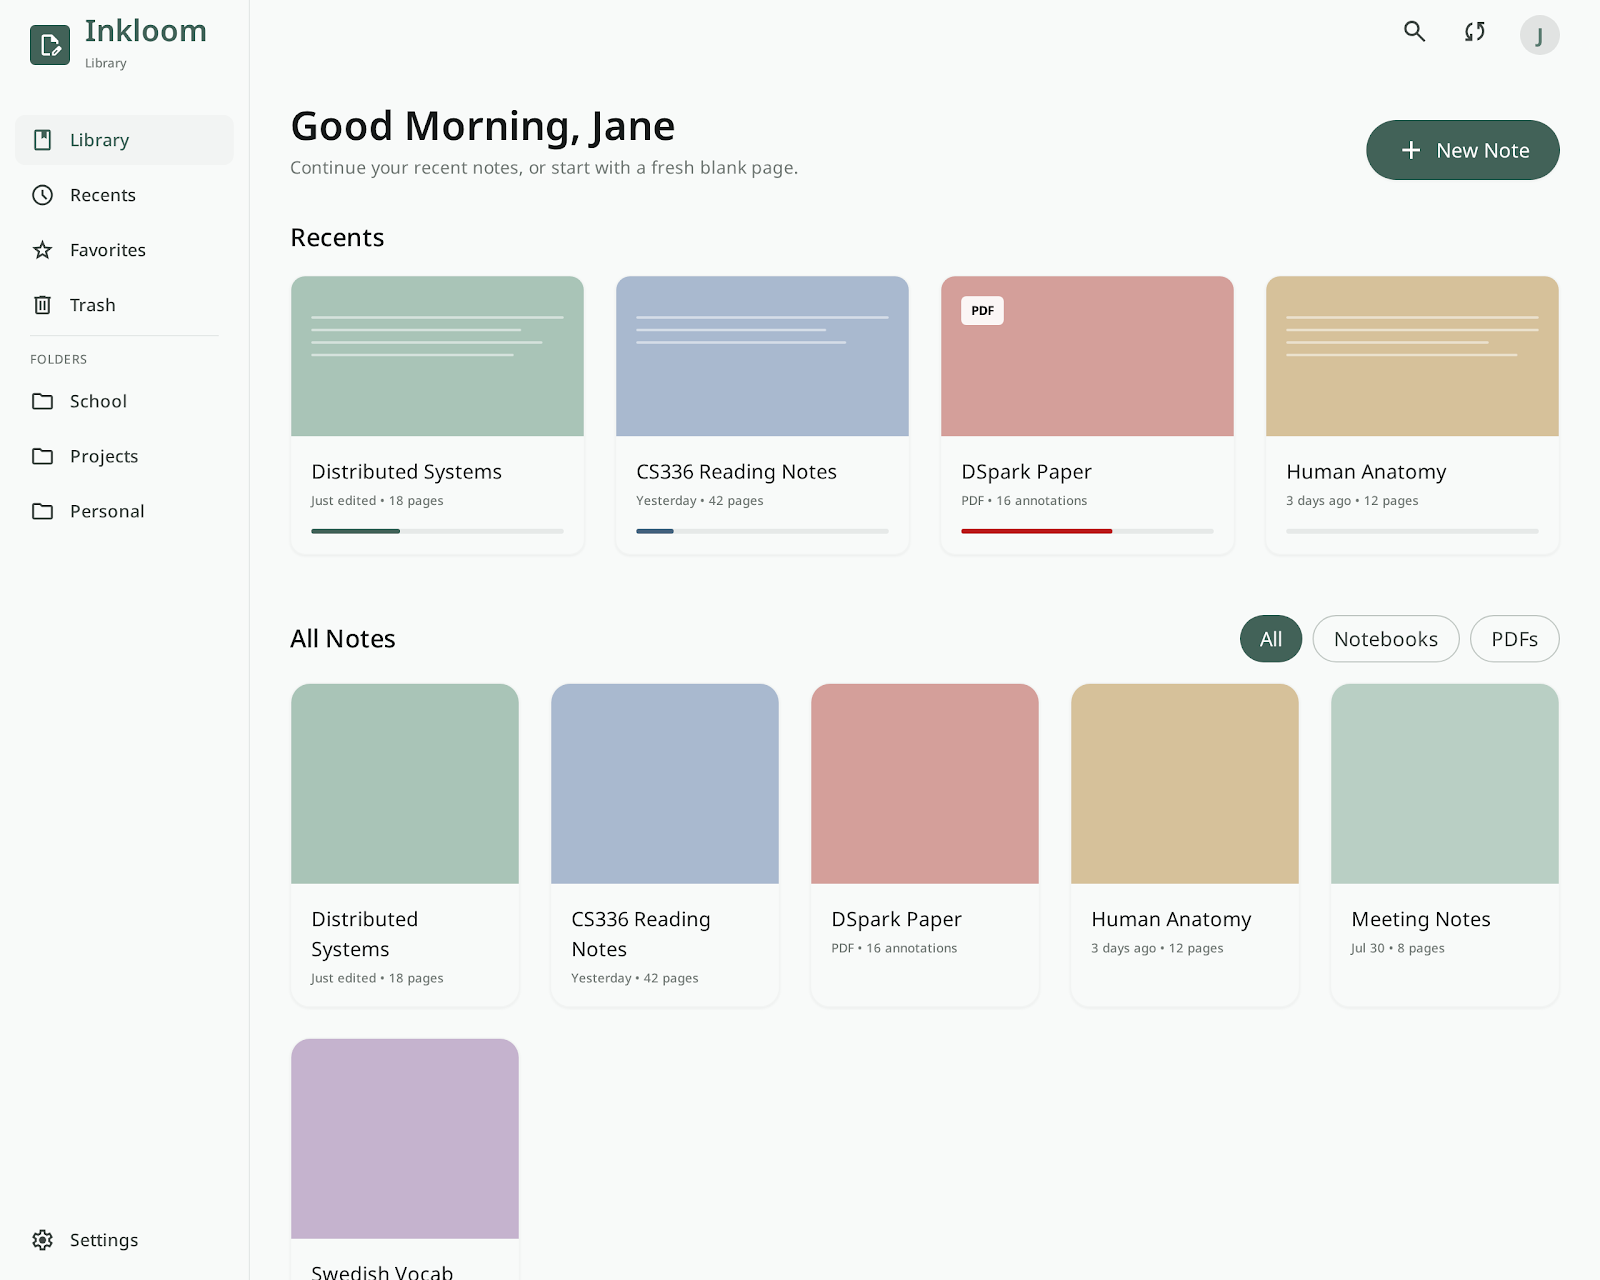 Inkloom
Library
Library
Recents
Favorites
Trash
FOLDERS
School
Projects
Personal
Settings
J
Good Morning, Jane
Continue your recent notes, or start with a fresh blank page.
New Note
Recents
Distributed Systems
Just edited • 18 pages
CS336 Reading Notes
Yesterday • 42 pages
PDF
DSpark Paper
PDF • 16 annotations
Human Anatomy
3 days ago • 12 pages
All Notes
All
Notebooks
PDFs
Distributed
Systems
Just edited • 18 pages
CS336 Reading
Notes
Yesterday • 42 pages
DSpark Paper
PDF • 16 annotations
Human Anatomy
3 days ago • 12 pages
Meeting Notes
Jul 30 • 8 pages
Swedish Vocab